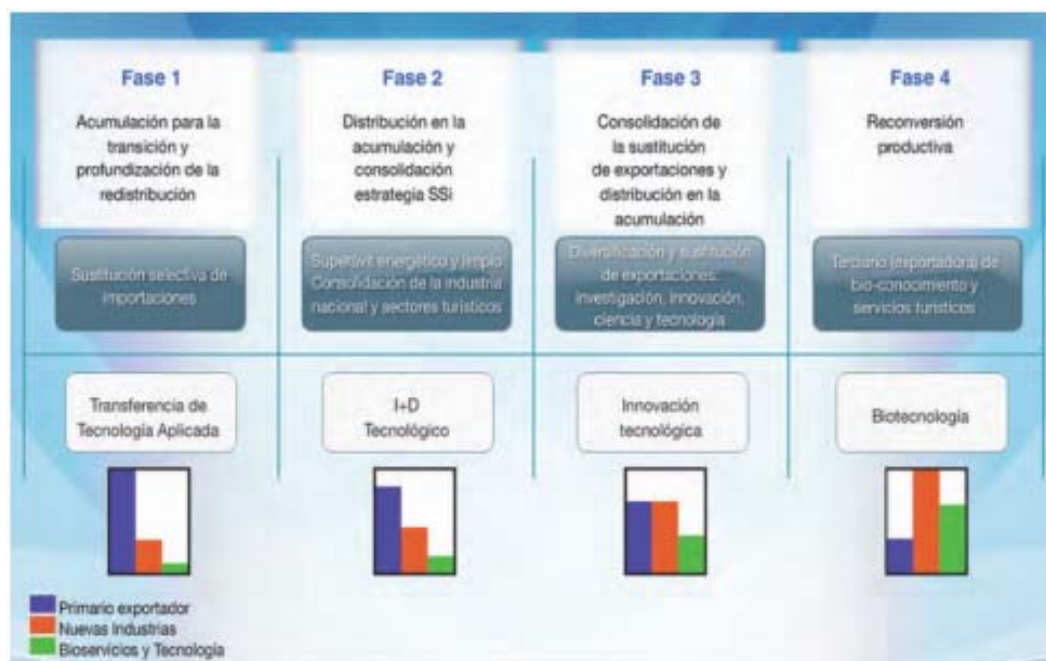 Fase 1
Acumulación para la
transición y
profundización de la
redistribución
Sustitución selectiva de
importaciones
Transferencia de
Tecnología Aplicada
Fase 2
Distribución en la
acumulación y
consolidación
estrategia SSi
Superávit energético y limpio
Consolidación de la industria
nacional y sectores turísticos
I+D
Tecnológico
Fase 3
Consolidación de
la sustitución
de exportaciones y
distribución en la
acumulación
Diversificación y sustitución
de exportaciones:
investigación, innovación,
ciencia y tecnología
Innovación
tecnológica
Fase 4
Reconversión
productiva
Terciario (exportadora) de
bio-conocimiento y
servicios turísticos
Biotecnología
Primario exportador
Nuevas Industrias
Bioservicios y Tecnología